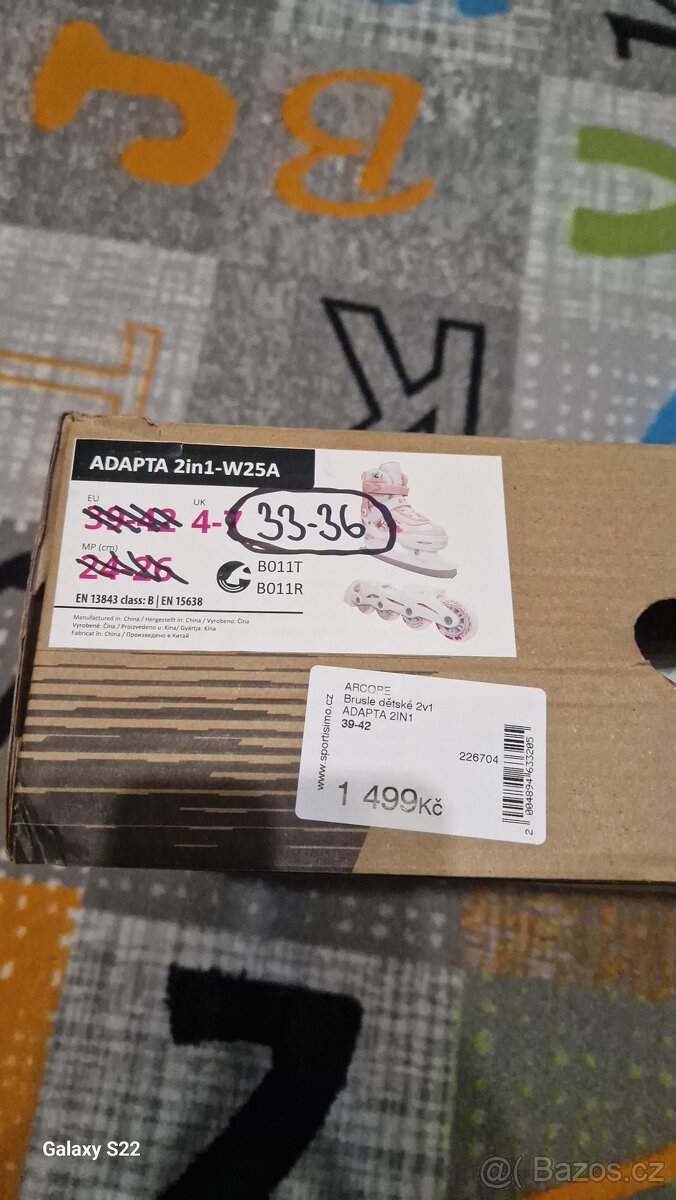 B
K
ADAPTA 2in1-W25A
EU
39-42
UK
4-7
33-36
MP (cm)
24-26
B011T
B011R
EN 13843 class: B | EN 15638
Manufactured in: China / Hergestellt in: China / Vyrobeno: Čína
Vyrobené: Čína / Proizvedeno u: Kina/ Gyártja: Kína
Fabricat în: China / Произведено в Китай
www.sportisimo.cz
ARCORE
Brusle dětské 2v1
ADAPTA 2IN1
39-42
226704
1 499Kč
2 004894 633205
Z
Galaxy S22
@( Bazos.cz